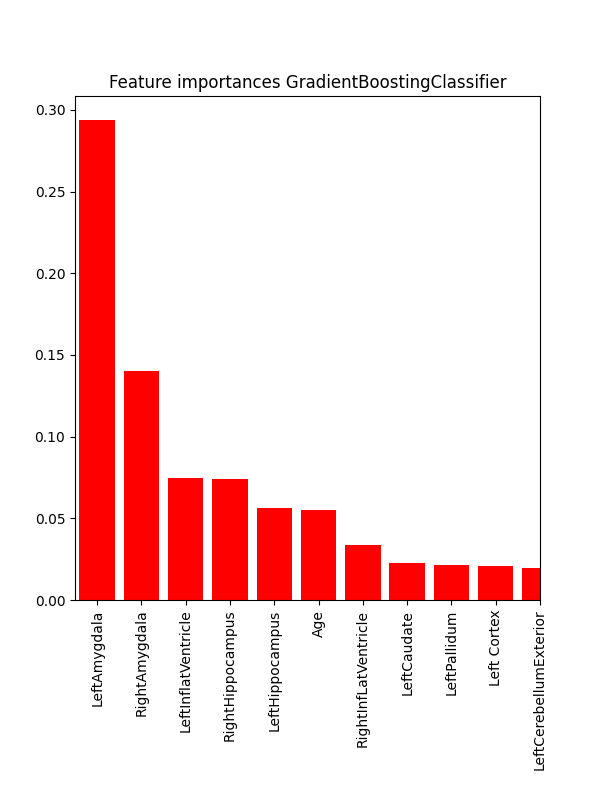 Feature importances GradientBoostingClassifier
0.30
0.25
0.20
0.15
0.10
0.05
0.00
LeftAmygdala
RightAmygdala
LeftInflatVentricle
RightHippocampus
LeftHippocampus
Age
RightInfLatVentricle
LeftCaudate
LeftPallidum
Left Cortex
LeftCerebellumExterior